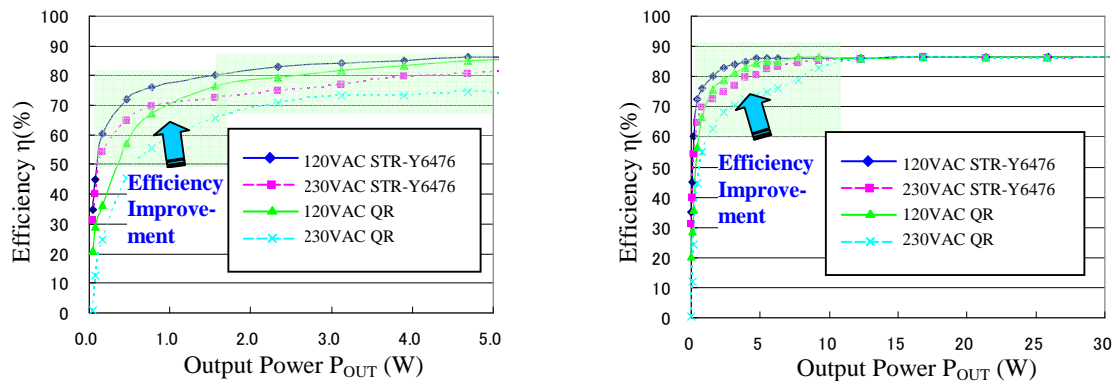 100
90
80
70
60
50
40
30
20
10
0
Efficiency η(%)
0.0 1.0 2.0 3.0 4.0 5.0
Output Power POUT (W)
Efficiency
Improve-
ment
120VAC STR-Y6476
230VAC STR-Y6476
120VAC QR
230VAC QR
100
90
80
70
60
50
40
30
20
10
0
Efficiency η(%)
0 5 10 15 20 25 30
Output Power POUT (W)
Efficiency
Improve-
ment
120VAC STR-Y6476
230VAC STR-Y6476
120VAC QR
230VAC QR